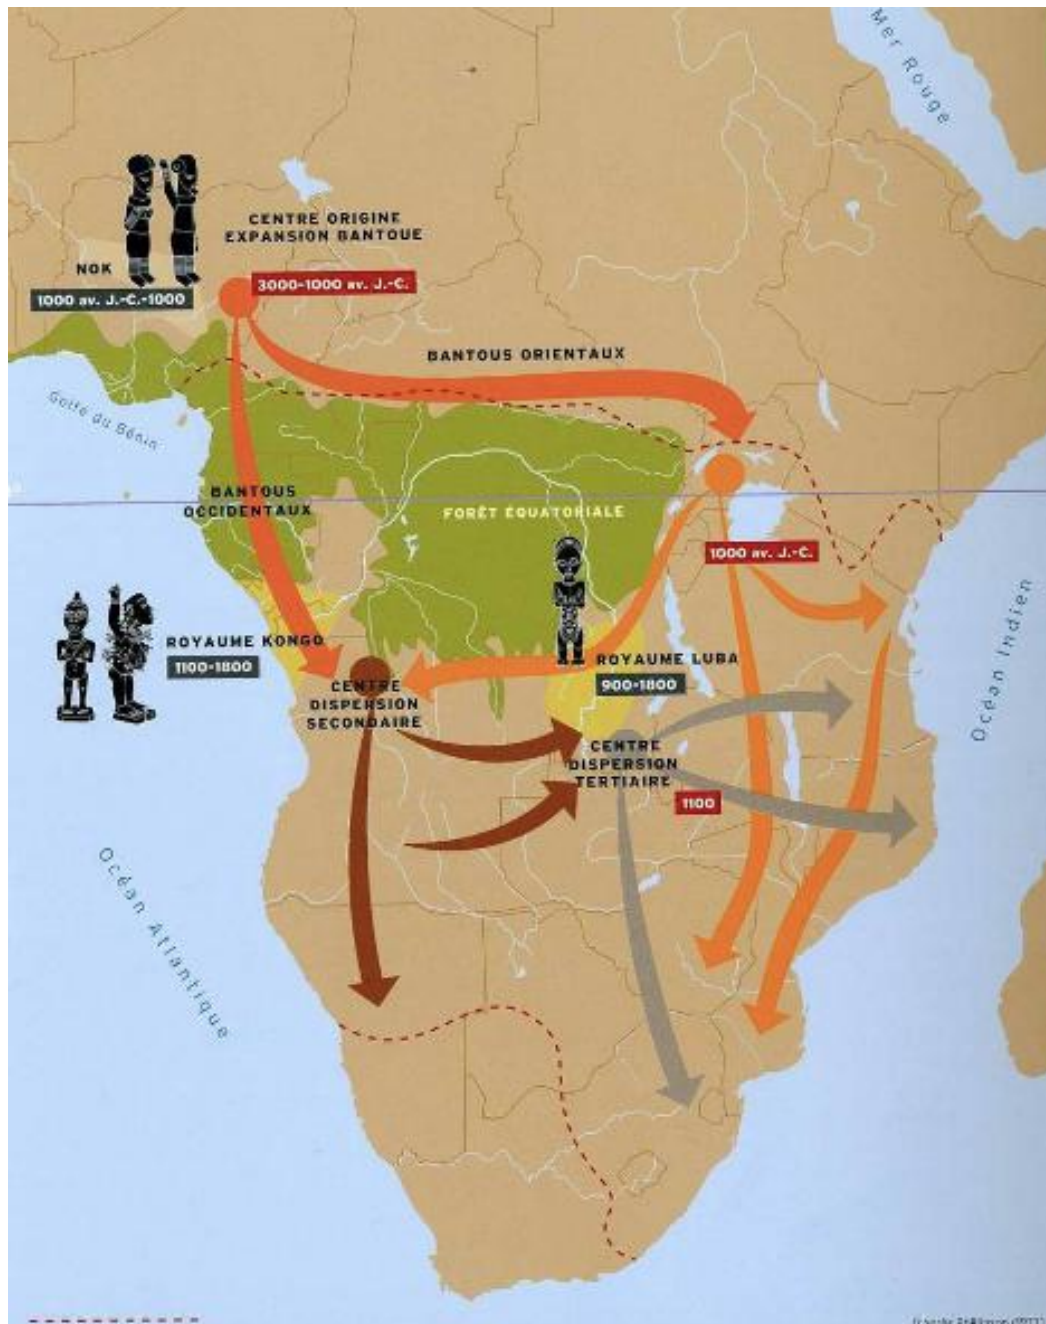 Mer Rouge
CENTRE ORIGINE
EXPANSION BANTOUE
NOK
1000 av. J.-C.-1000
3000-1000 av. J.-C.
BANTOUS ORIENTAUX
Golfe du Bénin
BANTOUS
OCCIDENTAUX
FORÊT ÉQUATORIALE
1000 av. J.-C.
ROYAUME KONGO
1100-1800
ROYAUME LUBA
900-1800
CENTRE
DISPERSION
SECONDAIRE
CENTRE
DISPERSION
TERTIAIRE
1100
Océan Indien
Océan Atlantique